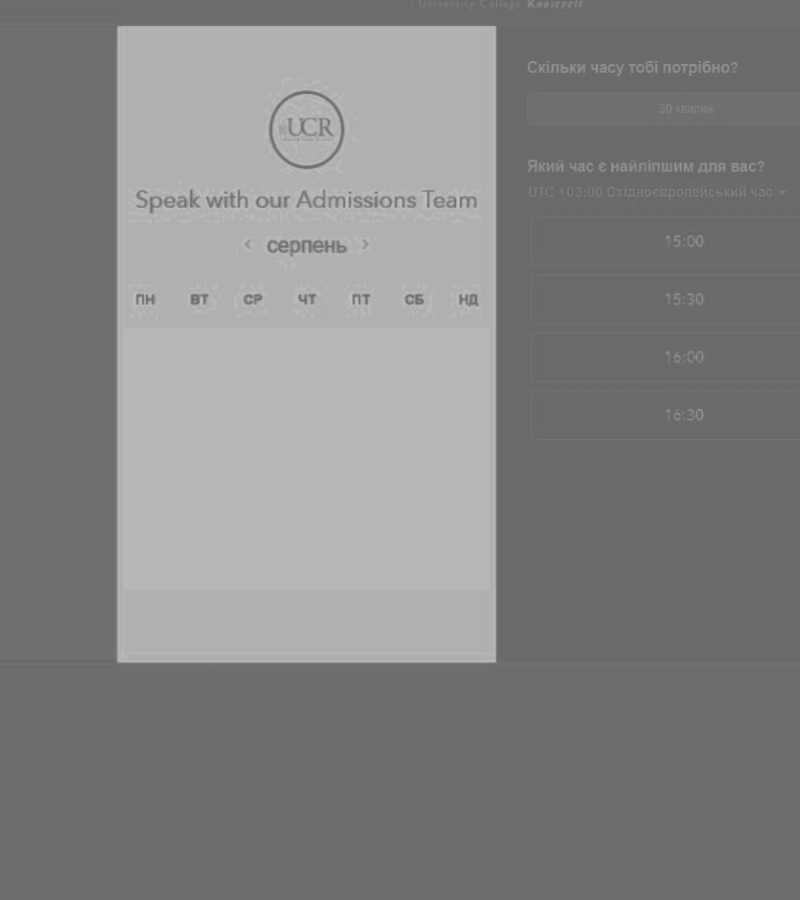 University College Roosevelt
UCR
Speak with our Admissions Team
< серпень >
ПН ВТ СР ЧТ ПТ СБ НД
Скільки часу тобі потрібно?
30 хвилин
Який час є найліпшим для вас?
UTC +03:00 Східноєвропейський час
15:00
15:30
16:00
16:30